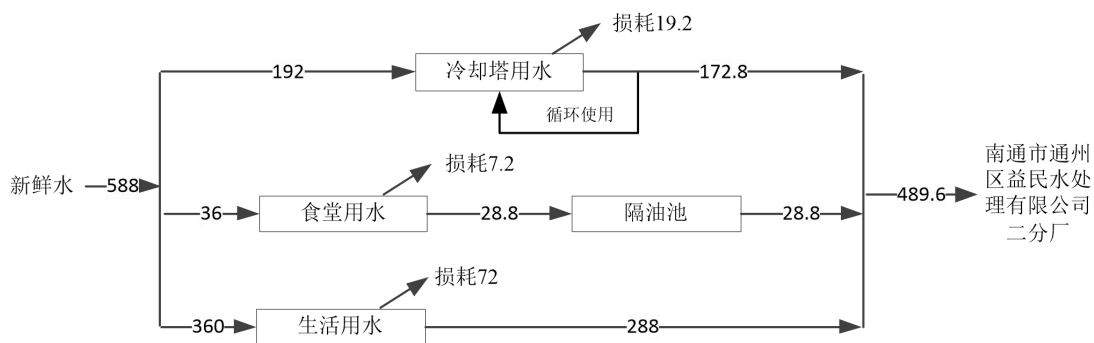 损耗19.2
192
冷却塔用水
172.8
循环使用
新鲜水
588
损耗7.2
36
食堂用水
28.8
隔油池
28.8
489.6
南通市通州
区益民水处
理有限公司
二分厂
损耗72
360
生活用水
288